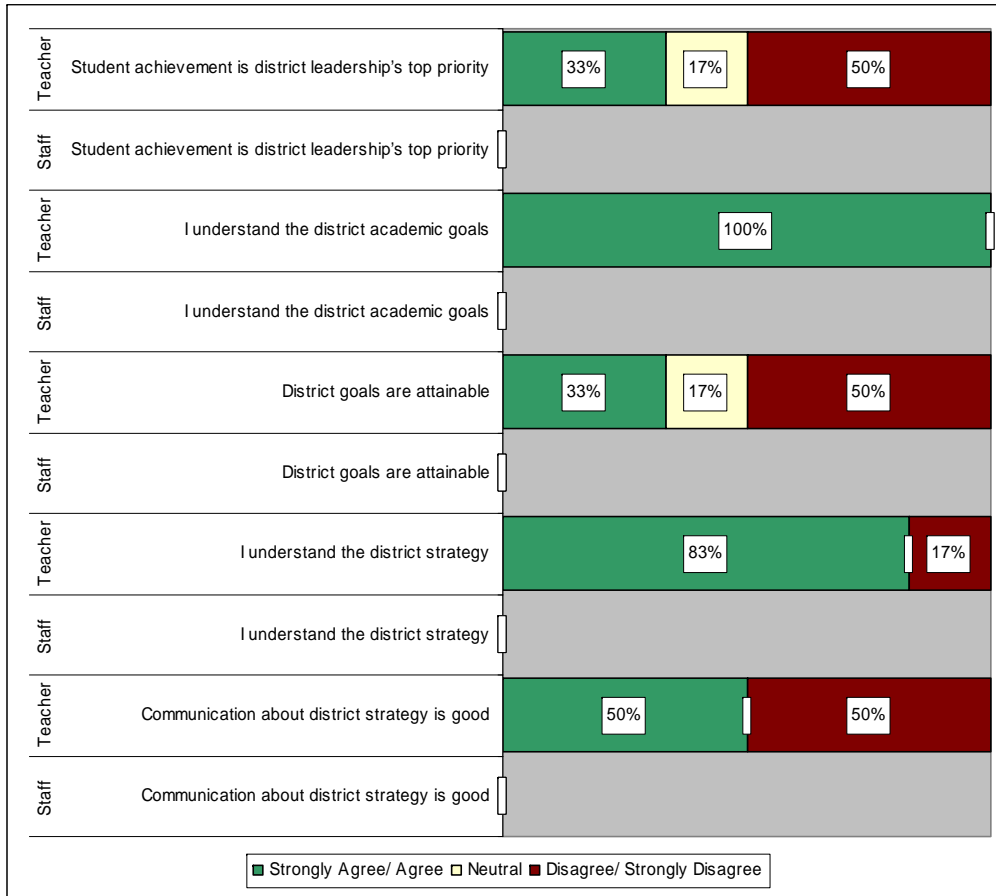 Teacher
Student achievement is district leadership's top priority
33%
17%
50%
Staff
Student achievement is district leadership's top priority
Teacher
I understand the district academic goals
100%
Staff
I understand the district academic goals
Teacher
District goals are attainable
33%
17%
50%
Staff
District goals are attainable
Teacher
I understand the district strategy
83%
17%
Staff
I understand the district strategy
Teacher
Communication about district strategy is good
50%
50%
Staff
Communication about district strategy is good
Strongly Agree/ Agree Neutral Disagree/ Strongly Disagree